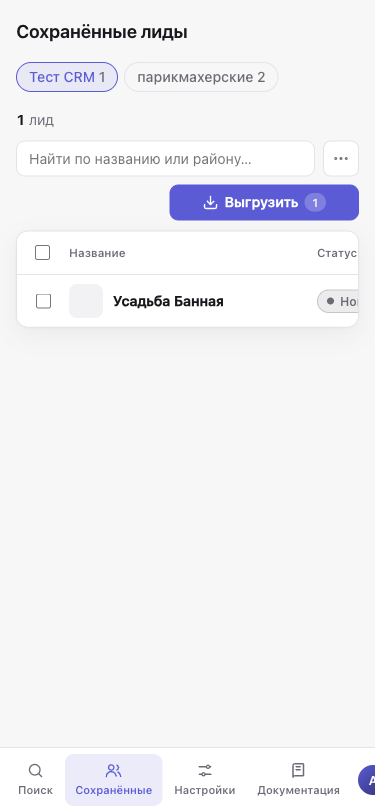 Сохранённые лиды
Тест CRM 1 парикмахерские 2
1 лид
Найти по названию или району...
Выгрузить 1
Название Статус
Усадьба Банная
Поиск Сохранённые Настройки Документация